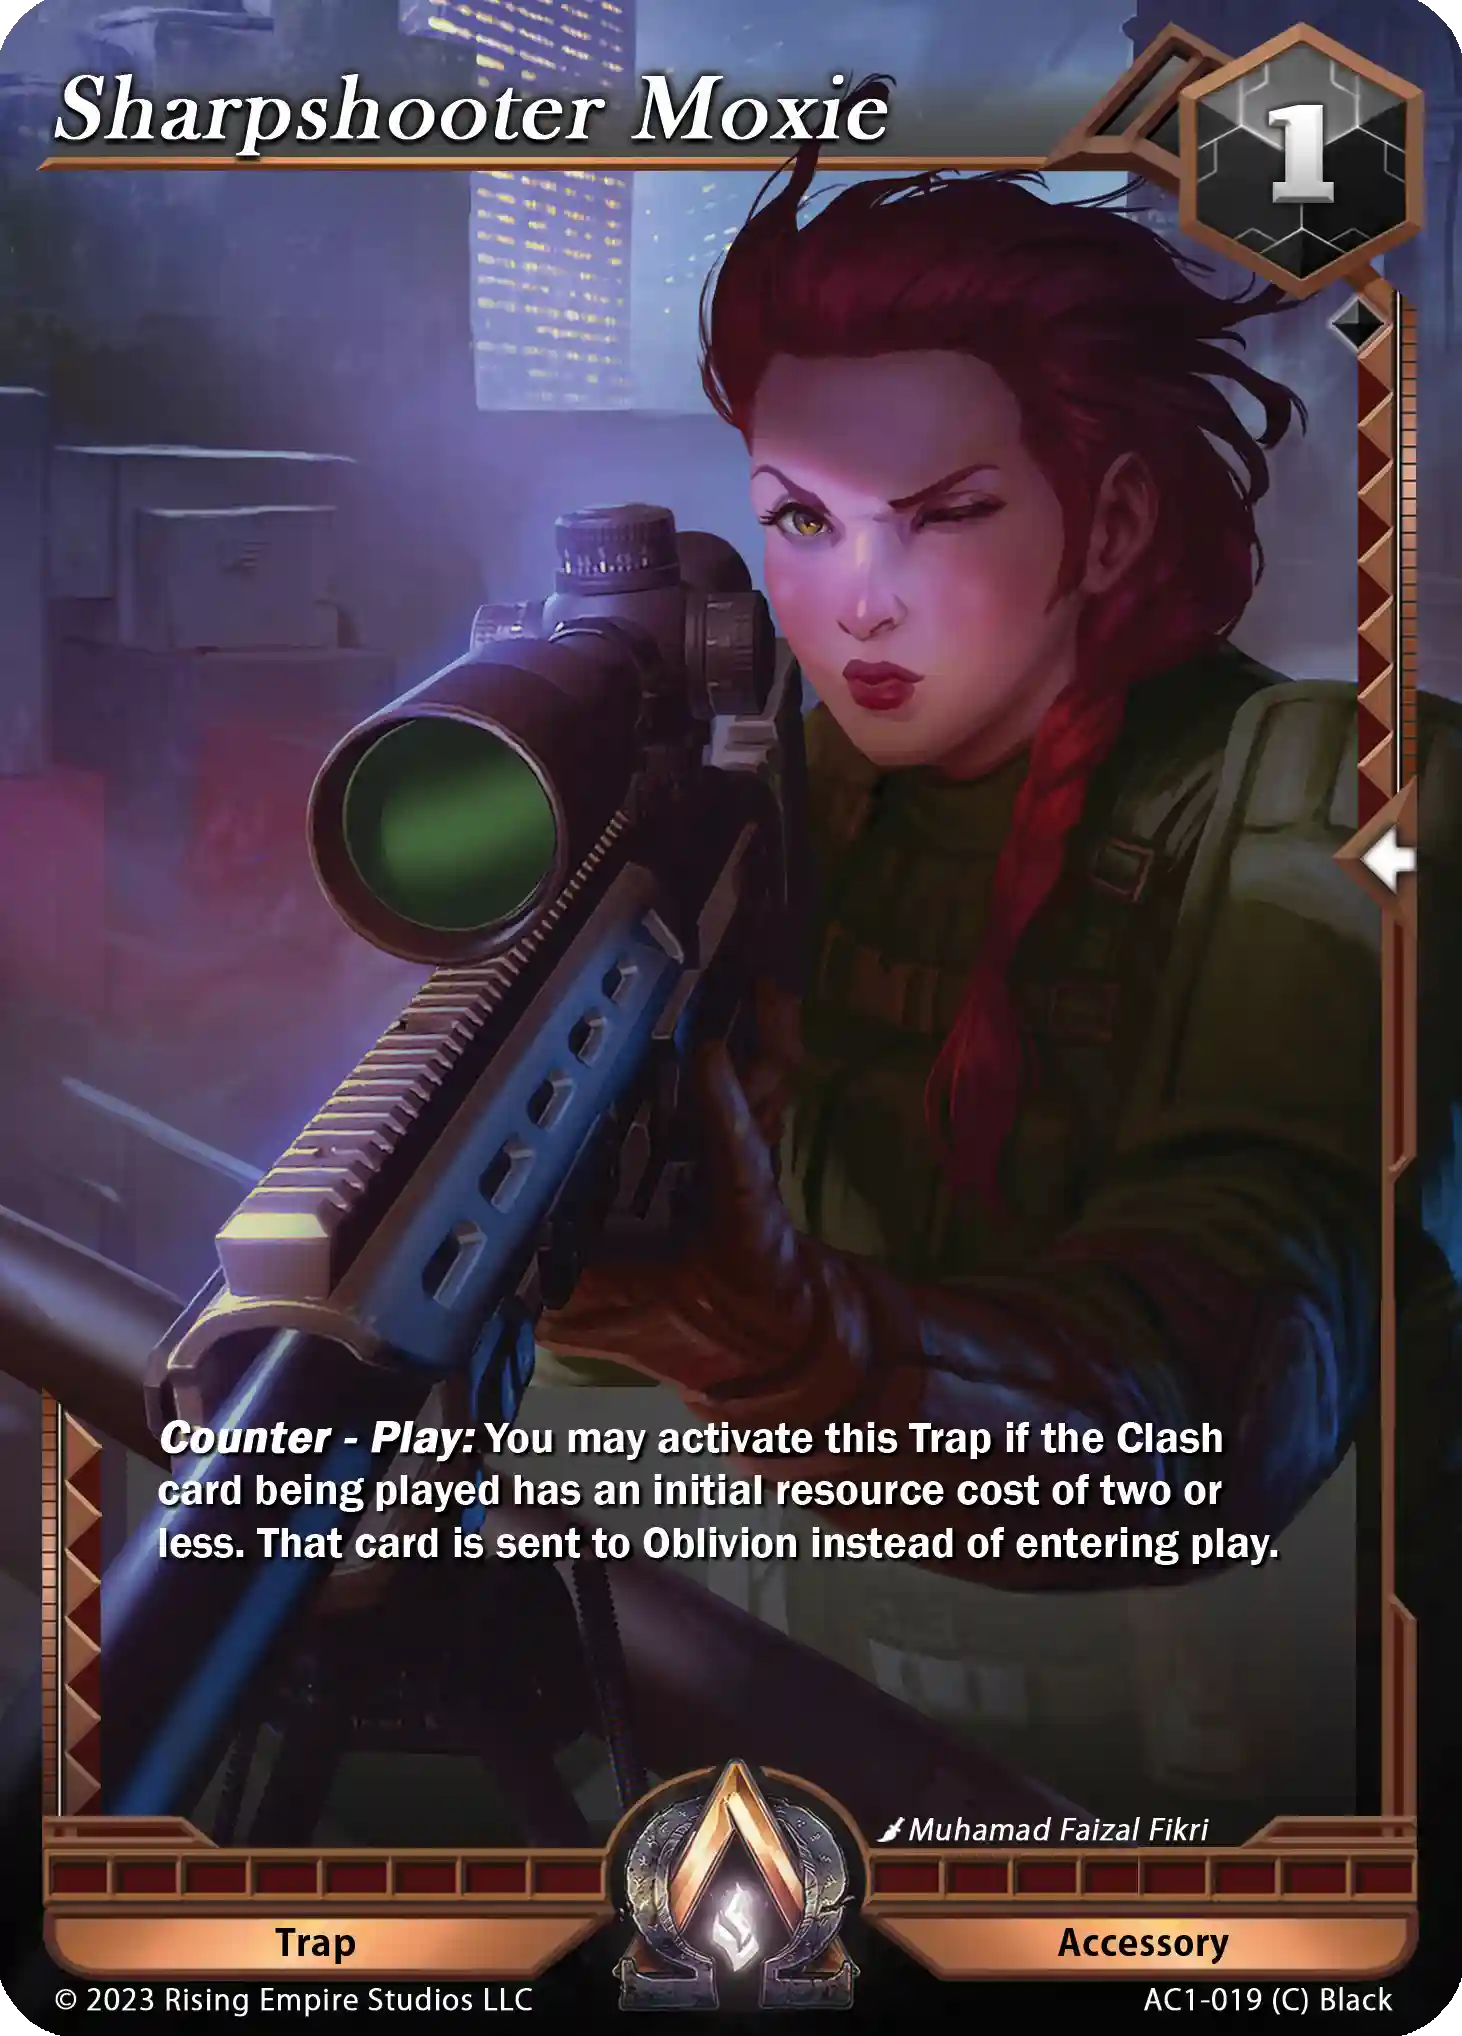 Sharpshooter Moxie
1
Counter - Play: You may activate this Trap if the Clash
card being played has an initial resource cost of two or
less. That card is sent to Oblivion instead of entering play.
Muhamad Faizal Fikri
Trap
Accessory
© 2023 Rising Empire Studios LLC
AC1-019 (C) Black